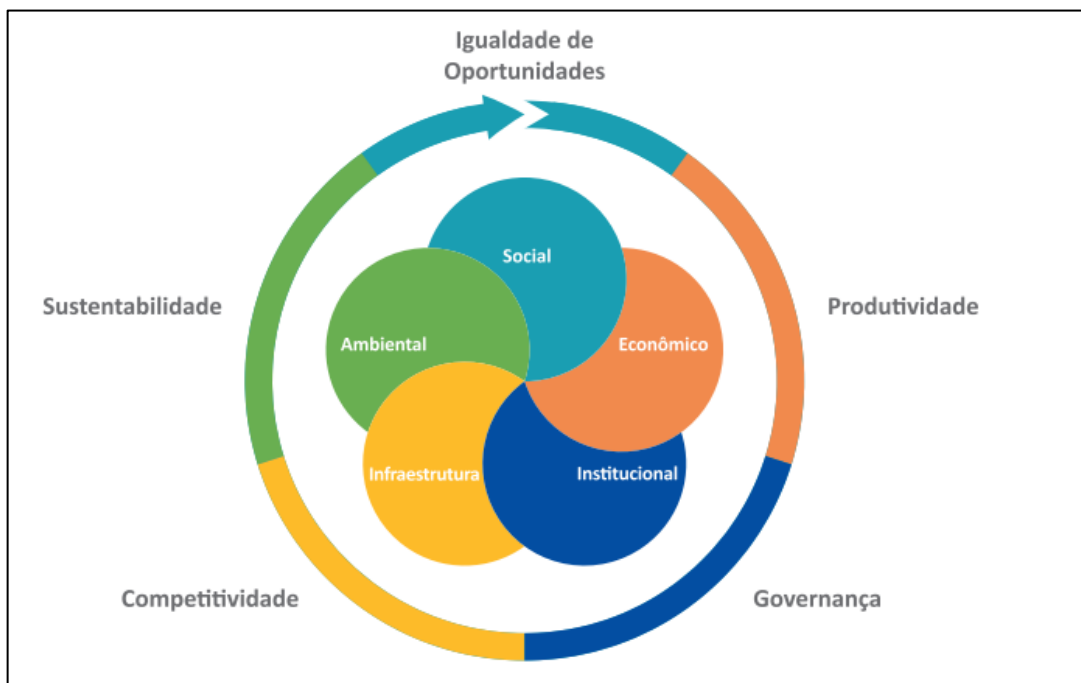 Igualdade de
Oportunidades
Social
Sustentabilidade
Produtividade
Ambiental
Econômico
Infraestrutura
Institucional
Competitividade
Governança